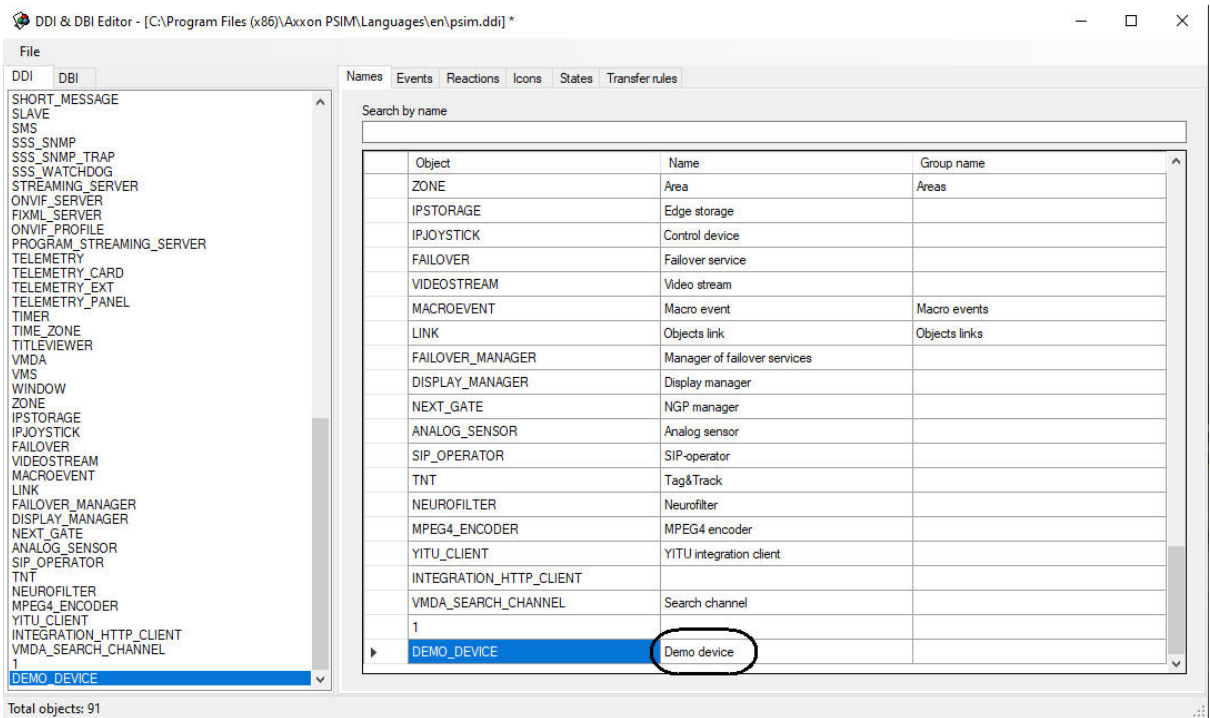 DDI & DBI Editor - [C:\Program Files (x86)\Axxon PSIM\Languages\en\psim.ddi] *
File
DDI DBI
SHORT_MESSAGE
SLAVE
SMS
SSS_SNMP
SSS_SNMP_TRAP
SSS_WATCHDOG
STREAMING_SERVER
ONVIF_SERVER
FIXML_SERVER
ONVIF_PROFILE
PROGRAM_STREAMING_SERVER
TELEMETRY
TELEMETRY_CARD
TELEMETRY_EXT
TELEMETRY_PANEL
TIMER
TIME_ZONE
TITLEVIEWER
VMDA
VMS
WINDOW
ZONE
IPSTORAGE
IPJOYSTICK
FAILOVER
VIDEOSTREAM
MACROEVENT
LINK
FAILOVER_MANAGER
DISPLAY_MANAGER
NEXT_GATE
ANALOG_SENSOR
SIP_OPERATOR
TNT
NEUROFILTER
MPEG4_ENCODER
YITU_CLIENT
INTEGRATION_HTTP_CLIENT
VMDA_SEARCH_CHANNEL
1
DEMO_DEVICE
Names Events Reactions Icons States Transfer rules
Search by name
Object Name Group name
ZONE Area Areas
IPSTORAGE Edge storage
IPJOYSTICK Control device
FAILOVER Failover service
VIDEOSTREAM Video stream
MACROEVENT Macro event Macro events
LINK Objects link Objects links
FAILOVER_MANAGER Manager of failover services
DISPLAY_MANAGER Display manager
NEXT_GATE NGP manager
ANALOG_SENSOR Analog sensor
SIP_OPERATOR SIP-operator
TNT Tag&Track
NEUROFILTER Neurofilter
MPEG4_ENCODER MPEG4 encoder
YITU_CLIENT YITU integration client
INTEGRATION_HTTP_CLIENT
VMDA_SEARCH_CHANNEL Search channel
1
DEMO_DEVICE Demo device
Total objects: 91